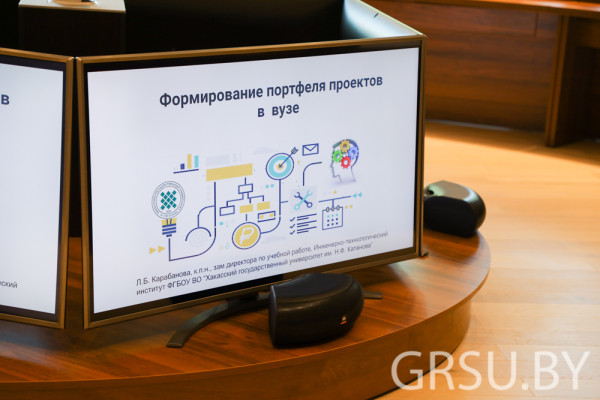 в
еский
Формирование портфеля проектов
в вузе
Л.Б. Карабанова, к.п.н., зам директора по учебной работе, Инженерно-технологический
институт ФГБОУ ВО "Хакасский государственный университет им Н.Ф. Катанова"
GRSU.BY